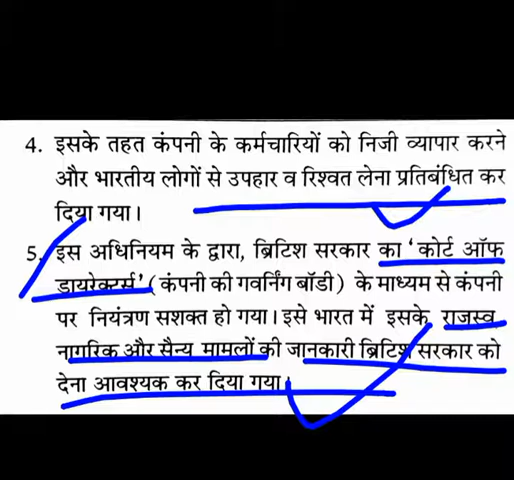 4. इसके तहत कंपनी के कर्मचारियों को निजी व्यापार करने
और भारतीय लोगों से उपहार व रिश्वत लेना प्रतिबंधित कर
दिया गया।
5. इस अधिनियम के द्वारा, ब्रिटिश सरकार का 'कोर्ट ऑफ
डायरेक्टर्स' (कंपनी की गवर्निंग बॉडी) के माध्यम से कंपनी
पर नियंत्रण सशक्त हो गया। इसे भारत में इसके राजस्व,
नागरिक और सैन्य मामलों की जानकारी ब्रिटिश सरकार को
देना आवश्यक कर दिया गया।